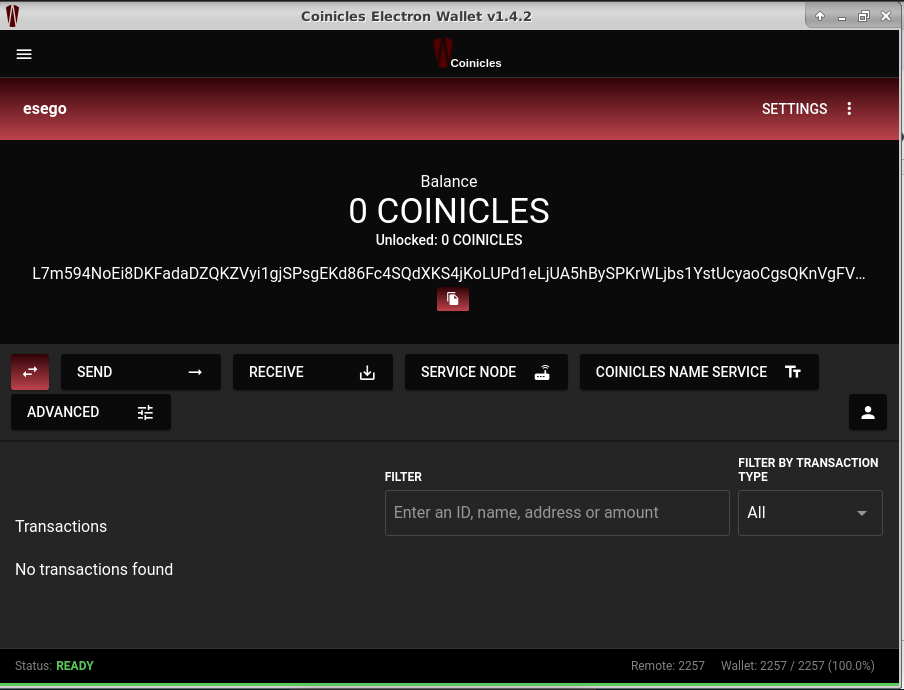 Coinicles Electron Wallet v1.4.2
Coinicles
esego
SETTINGS
Balance
0 COINICLES
Unlocked: 0 COINICLES
L7m594NoEi8DKFadaDZQKZVyi1gjSPsgEKd86Fc4SQdXKS4jKoLUPd1eLjUA5hBySPKrWLjbs1YstUcyaoCgsQKnVgFV…
SEND
RECEIVE
SERVICE NODE
COINICLES NAME SERVICE
ADVANCED
FILTER
FILTER BY TRANSACTION
TYPE
Enter an ID, name, address or amount
All
Transactions
No transactions found
Status: READY
Remote: 2257 Wallet: 2257 / 2257 (100.0%)